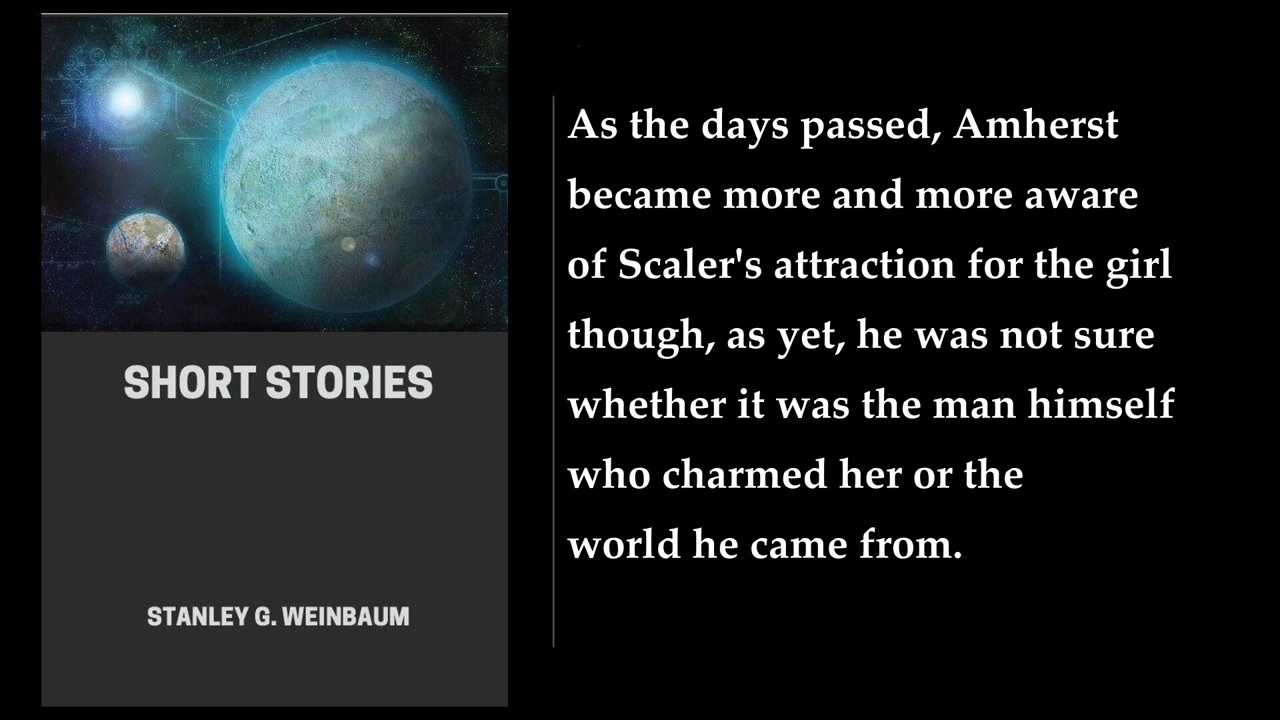 SHORT STORIES
STANLEY G. WEINBAUM
As the days passed, Amherst
became more and more aware
of Scaler's attraction for the girl
though, as yet, he was not sure
whether it was the man himself
who charmed her or the
world he came from.